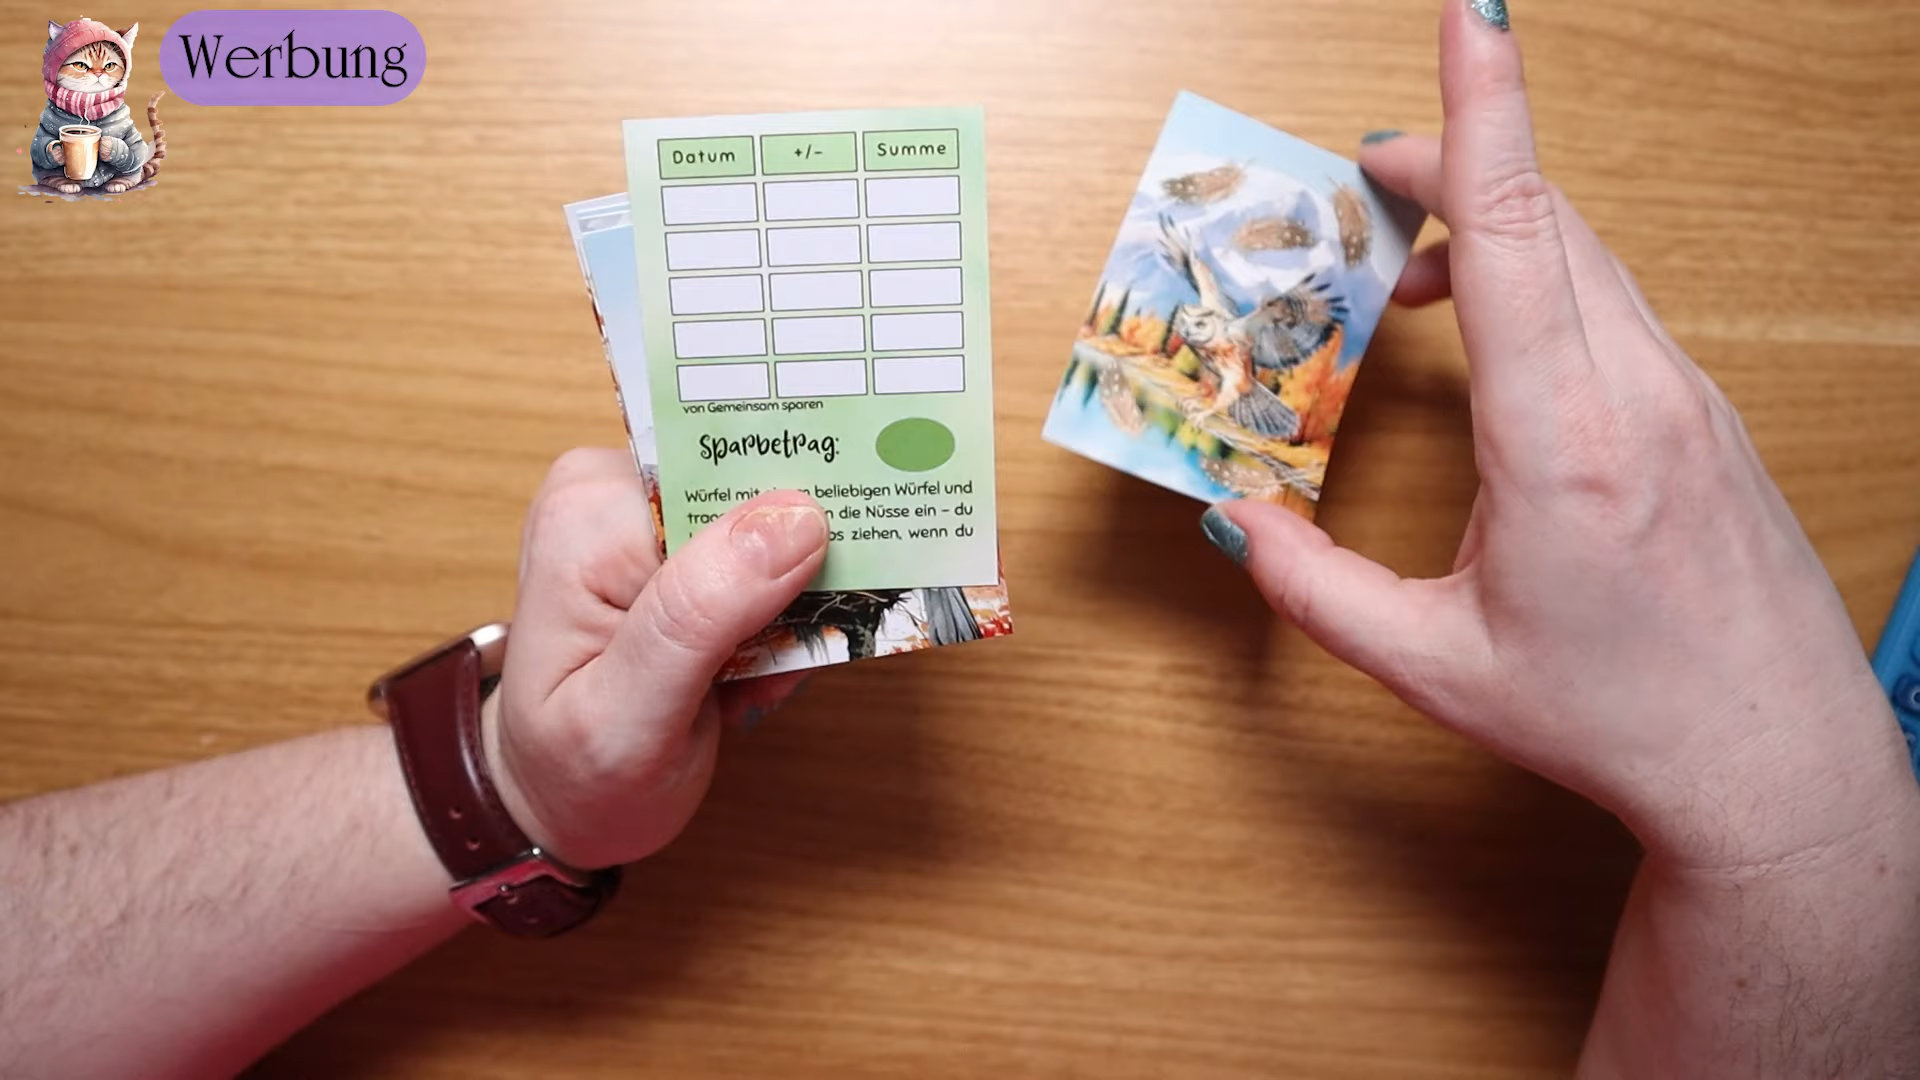 Werbung
Datum +/- Summe
von Gemeinsam sparen
Sparbetrag:
Würfel mit beliebigen Würfel und
die Nüsse ein – du
ziehen, wenn du